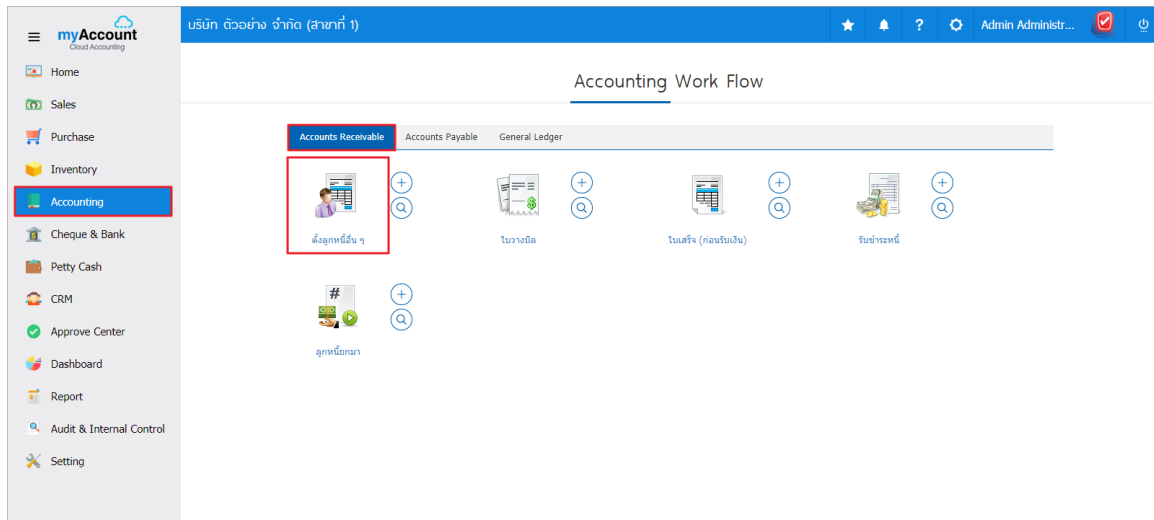 myAccount
Cloud Accounting
บริษัท ตัวอย่าง จำกัด (สาขาที่ 1)
?
Admin Administr...
Home
Sales
Purchase
Inventory
Accounting
Cheque & Bank
Petty Cash
CRM
Approve Center
Dashboard
Report
Audit & Internal Control
Setting
Accounting Work Flow
Accounts Receivable Accounts Payable General Ledger
ตั้งลูกหนี้อื่น ๆ ใบวางบิล ใบเสร็จ (ก่อนรับเงิน) รับชำระหนี้
#
ลูกหนี้ยกมา